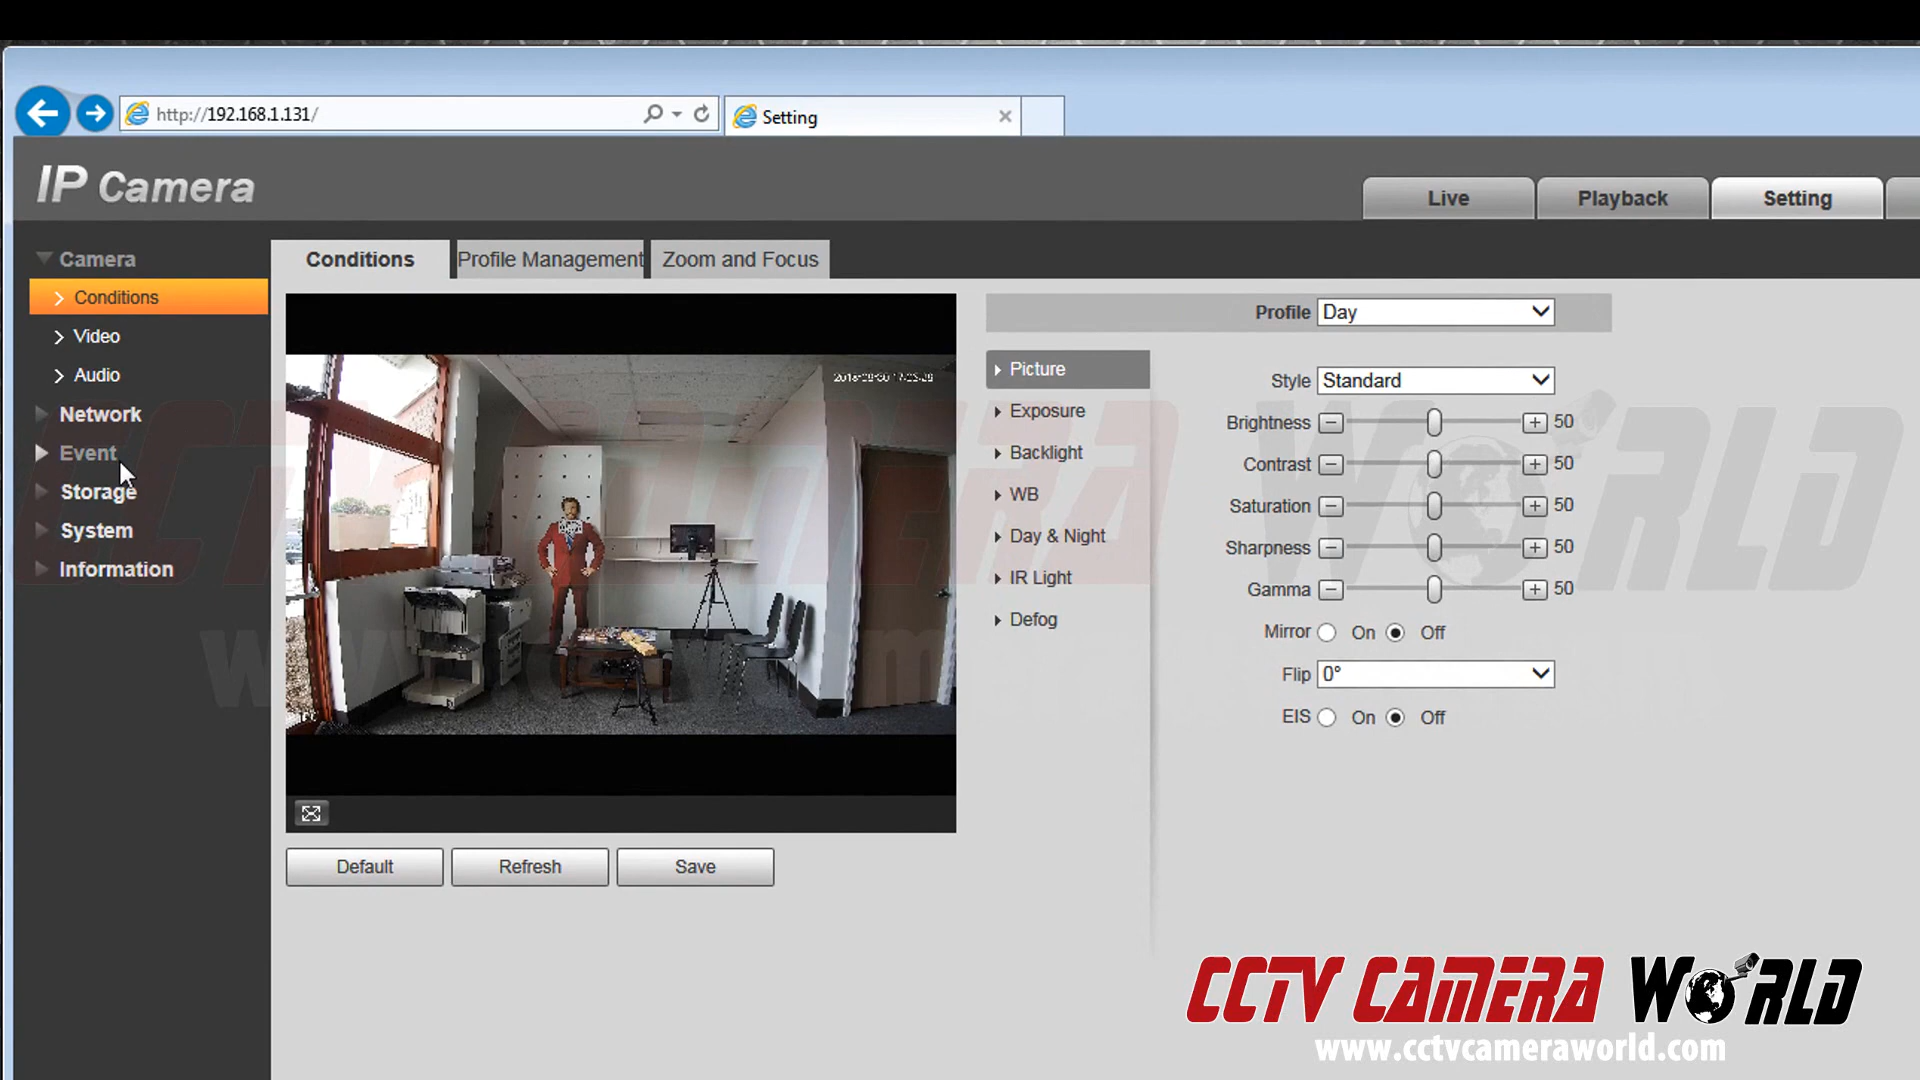 http://192.168.1.131/
Setting
IP Camera
Live
Playback
Setting
Camera
Conditions
Video
Audio
Network
Event
Storage
System
Information
Conditions
Profile Management
Zoom and Focus
Profile
Day
Picture
Exposure
Backlight
WB
Day & Night
IR Light
Defog
Style
Standard
Brightness
50
Contrast
50
Saturation
50
Sharpness
50
Gamma
50
Mirror
On
Off
Flip
0°
EIS
On
Off
Default
Refresh
Save
CCTV CAMERA WORLD
www.cctvcameraworld.com